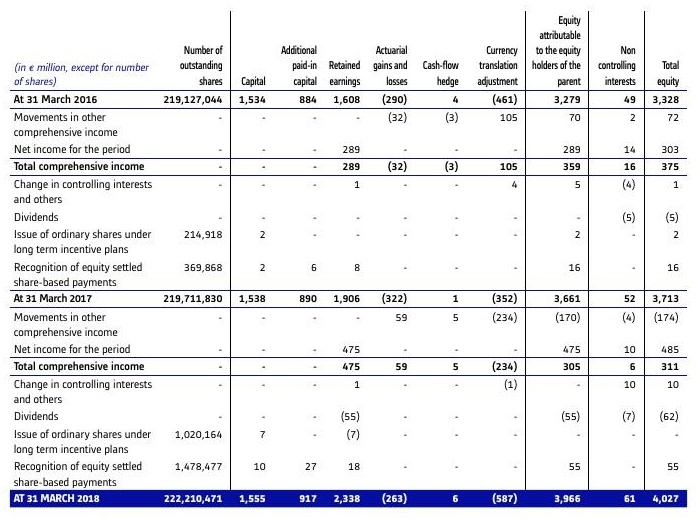 (in € million, except for number of shares) Number of outstanding shares Capital Additional paid-in capital Retained earnings Actuarial gains and losses Cash-flow hedge Currency translation adjustment Equity attributable to the equity holders of the parent Non controlling interests Total equity
At 31 March 2016 219,127,044 1,534 884 1,608 (290) 4 (461) 3,279 49 3,328
Movements in other - - - - (32) (3) 105 70 2 72
comprehensive income
Net income for the period - - - 289 - - - 289 14 303
Total comprehensive income - - - 289 (32) (3) 105 359 16 375
Change in controlling interests - - - 1 - - 4 5 (4) 1
and others
Dividends - - - - - - - - (5) (5)
Issue of ordinary shares under 214,918 2 - - - - - 2 - 2
long term incentive plans
Recognition of equity settled 369,868 2 6 8 - - - 16 - 16
share-based payments
At 31 March 2017 219,711,830 1,538 890 1,906 (322) 1 (352) 3,661 52 3,713
Movements in other - - - - 59 5 (234) (170) (4) (174)
comprehensive income
Net income for the period - - - 475 - - - 475 10 485
Total comprehensive income - - - 475 59 5 (234) 305 6 311
Change in controlling interests - - - 1 - - (1) - 10 10
and others
Dividends - - - (55) - - - (55) (7) (62)
Issue of ordinary shares under 1,020,164 7 - (7) - - - - - -
long term incentive plans
Recognition of equity settled 1,478,477 10 27 18 - - - 55 - 55
share-based payments
AT 31 MARCH 2018 222,210,471 1,555 917 2,338 (263) 6 (587) 3,966 61 4,027